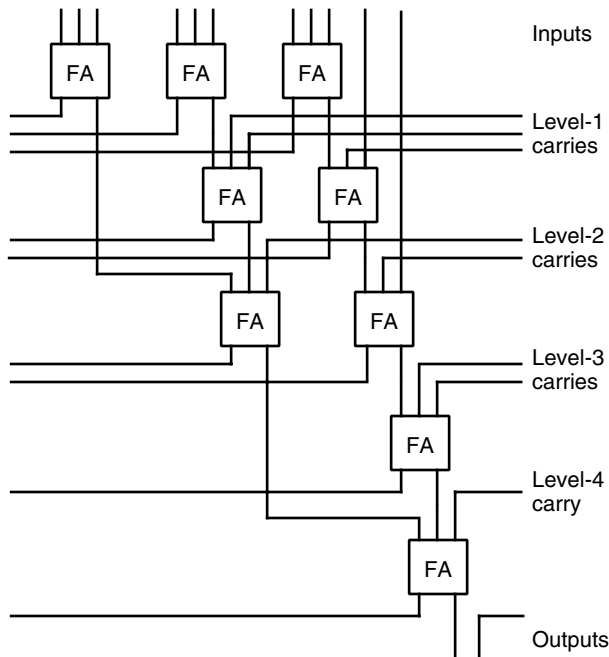 Inputs
FA
FA
FA
Level-1
carries
FA
FA
Level-2
carries
FA
FA
Level-3
carries
FA
Level-4
carry
FA
Outputs